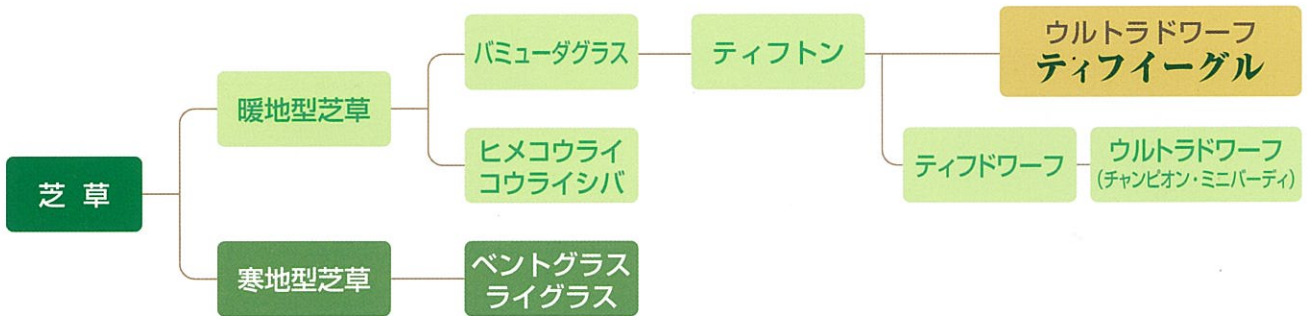 芝草
暖地型芝草
バミューダグラス
ティフトン
ウルトラドワーフ
ティフイーグル
ティフドワーフ
ウルトラドワーフ
(チャンピオン・ミニバーディ)
ヒメコウライ
コウライシバ
寒地型芝草
ベントグラス
ライグラス